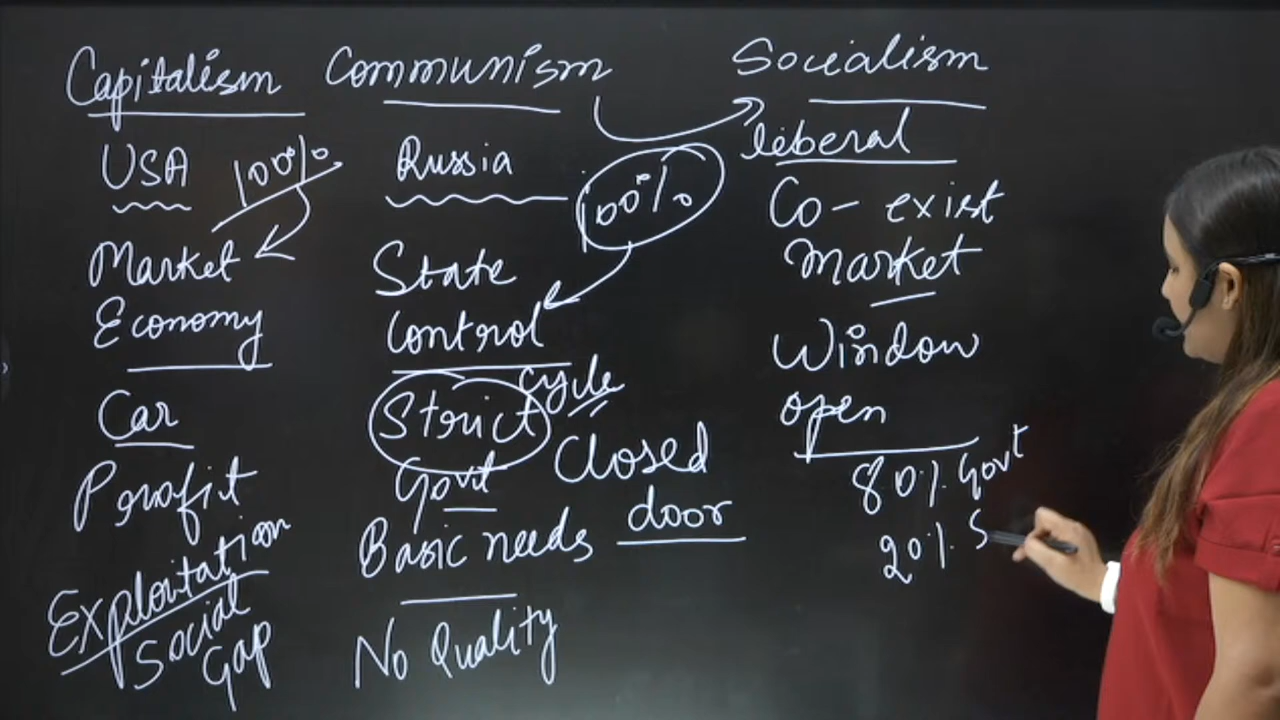 Capitalism
USA 100%
Market
Economy
Car
Profit
Exploitation
Social
Gap
Communism
Russia 100%
State
Control
cycle
Strict
Govt
Closed
door
Basic needs
No Quality
Socialism
liberal
Co-exist
Market
Window
open
80% Govt
20% S